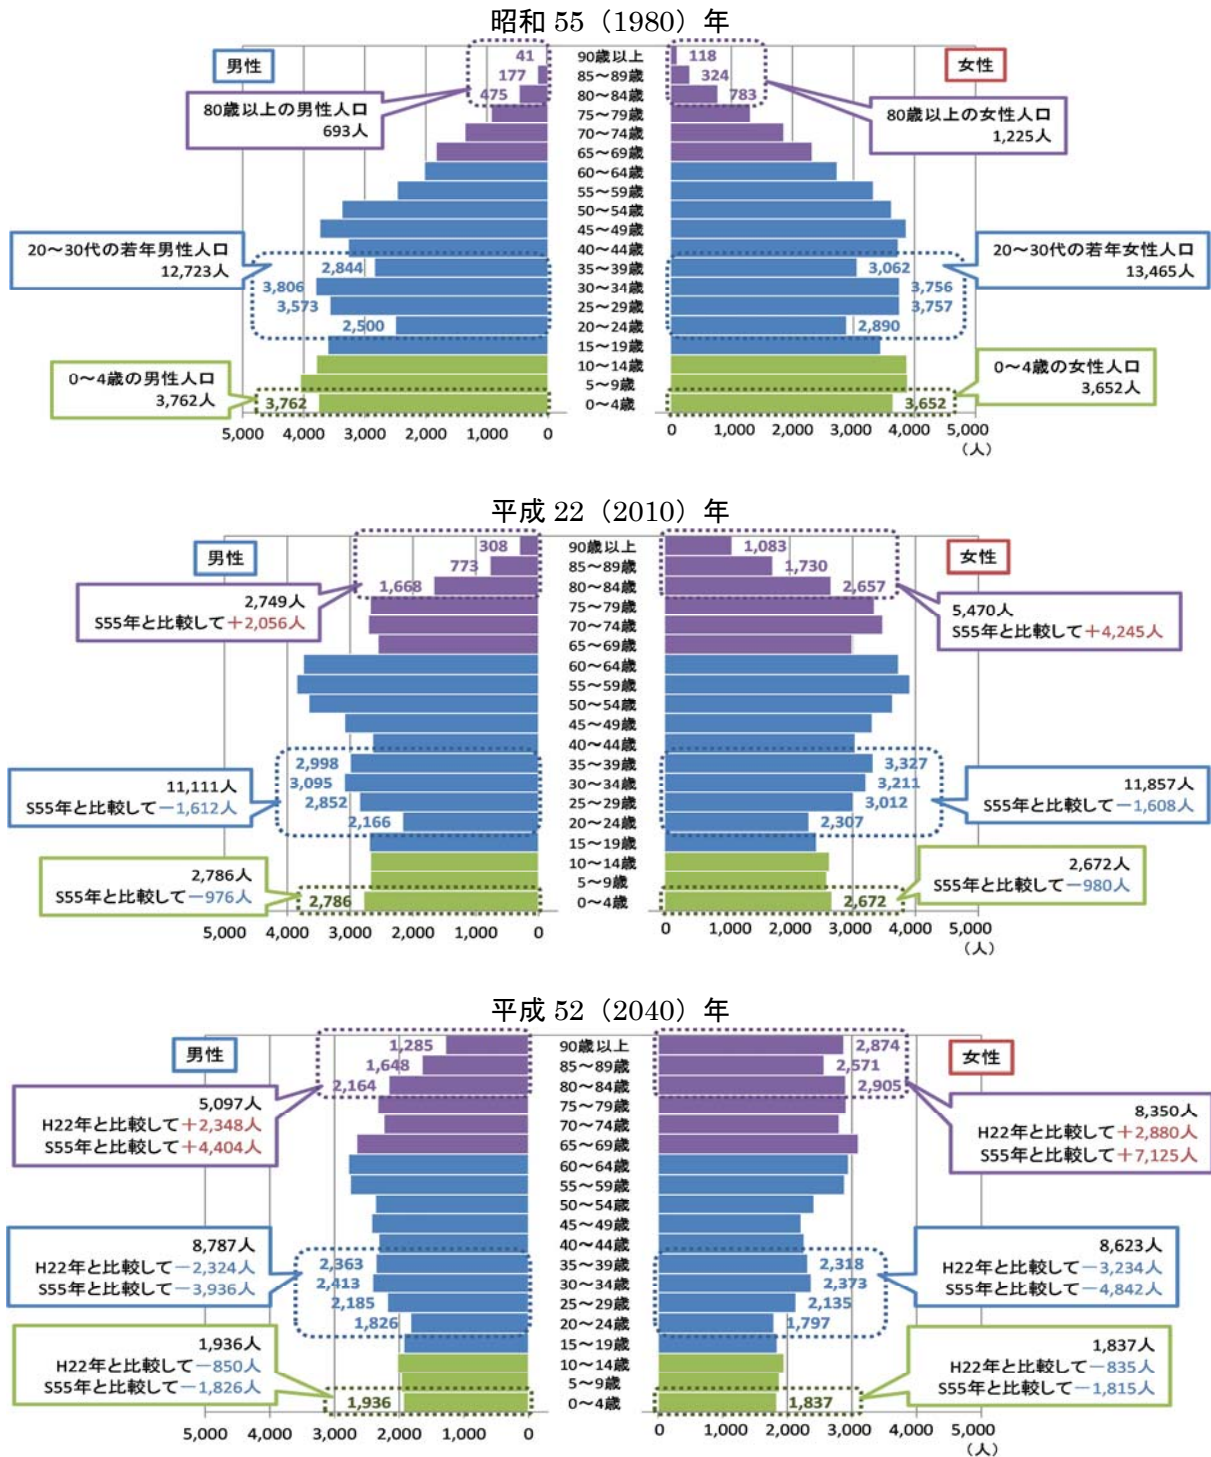 昭和 55（1980）年
男性
女性
41 90歳以上 118
177 85～89歳 324
475 80～84歳 783
80歳以上の男性人口
693人
80歳以上の女性人口
1,225人
75～79歳
70～74歳
65～69歳
60～64歳
55～59歳
50～54歳
45～49歳
40～44歳
20～30代の若年男性人口
12,723人
20～30代の若年女性人口
13,465人
2,844 35～39歳 3,062
3,806 30～34歳 3,756
3,573 25～29歳 3,757
2,500 20～24歳 2,890
15～19歳
10～14歳
5～9歳
0～4歳の男性人口
3,762人
0～4歳の女性人口
3,652人
3,762 0～4歳 3,652
5,000 4,000 3,000 2,000 1,000 0 0 1,000 2,000 3,000 4,000 5,000
（人）
平成 22（2010）年
男性
女性
308 90歳以上 1,083
773 85～89歳 1,730
1,668 80～84歳 2,657
2,749人
S55年と比較して＋2,056人
5,470人
S55年と比較して＋4,245人
75～79歳
70～74歳
65～69歳
60～64歳
55～59歳
50～54歳
45～49歳
40～44歳
2,998 35～39歳 3,327
3,095 30～34歳 3,211
2,852 25～29歳 3,012
2,166 20～24歳 2,307
11,111人
S55年と比較して－1,612人
11,857人
S55年と比較して－1,608人
15～19歳
10～14歳
5～9歳
2,786人
S55年と比較して－976人
2,672人
S55年と比較して－980人
2,786 0～4歳 2,672
5,000 4,000 3,000 2,000 1,000 0 0 1,000 2,000 3,000 4,000 5,000
（人）
平成 52（2040）年
男性
女性
1,285 90歳以上 2,874
1,648 85～89歳 2,571
2,164 80～84歳 2,905
5,097人
H22年と比較して＋2,348人
S55年と比較して＋4,404人
8,350人
H22年と比較して＋2,880人
S55年と比較して＋7,125人
75～79歳
70～74歳
65～69歳
60～64歳
55～59歳
50～54歳
45～49歳
40～44歳
8,787人
H22年と比較して－2,324人
S55年と比較して－3,936人
8,623人
H22年と比較して－3,234人
S55年と比較して－4,842人
2,363 35～39歳 2,318
2,413 30～34歳 2,373
2,185 25～29歳 2,135
1,826 20～24歳 1,797
15～19歳
10～14歳
5～9歳
1,936人
H22年と比較して－850人
S55年と比較して－1,826人
1,837人
H22年と比較して－835人
S55年と比較して－1,815人
1,936 0～4歳 1,837
5,000 4,000 3,000 2,000 1,000 0 0 1,000 2,000 3,000 4,000 5,000
（人）